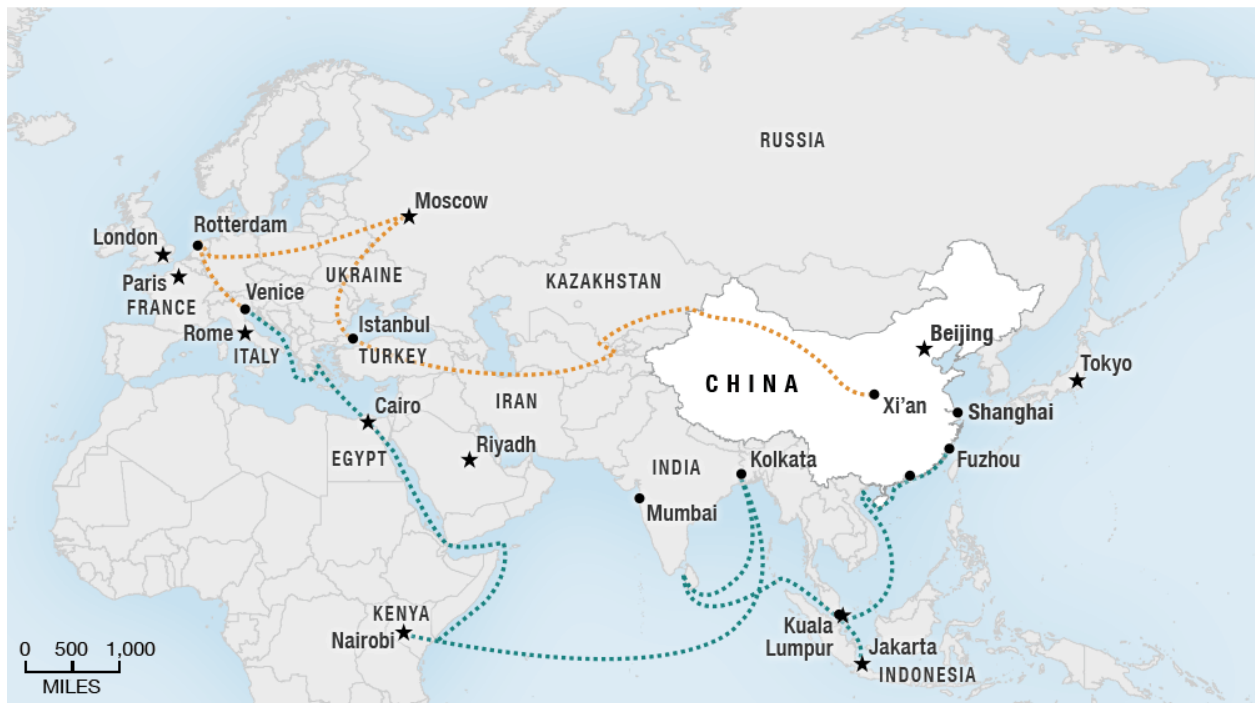 RUSSIA
Moscow
Rotterdam
London
UKRAINE
KAZAKHSTAN
Paris
FRANCE
Venice
Istanbul
Rome
ITALY
TURKEY
Beijing
Tokyo
CHINA
IRAN
Cairo
Xi’an
Shanghai
Riyadh
EGYPT
INDIA
Kolkata
Fuzhou
Mumbai
KENYA
Nairobi
Kuala
Lumpur
Jakarta
INDONESIA
0 500 1,000
MILES